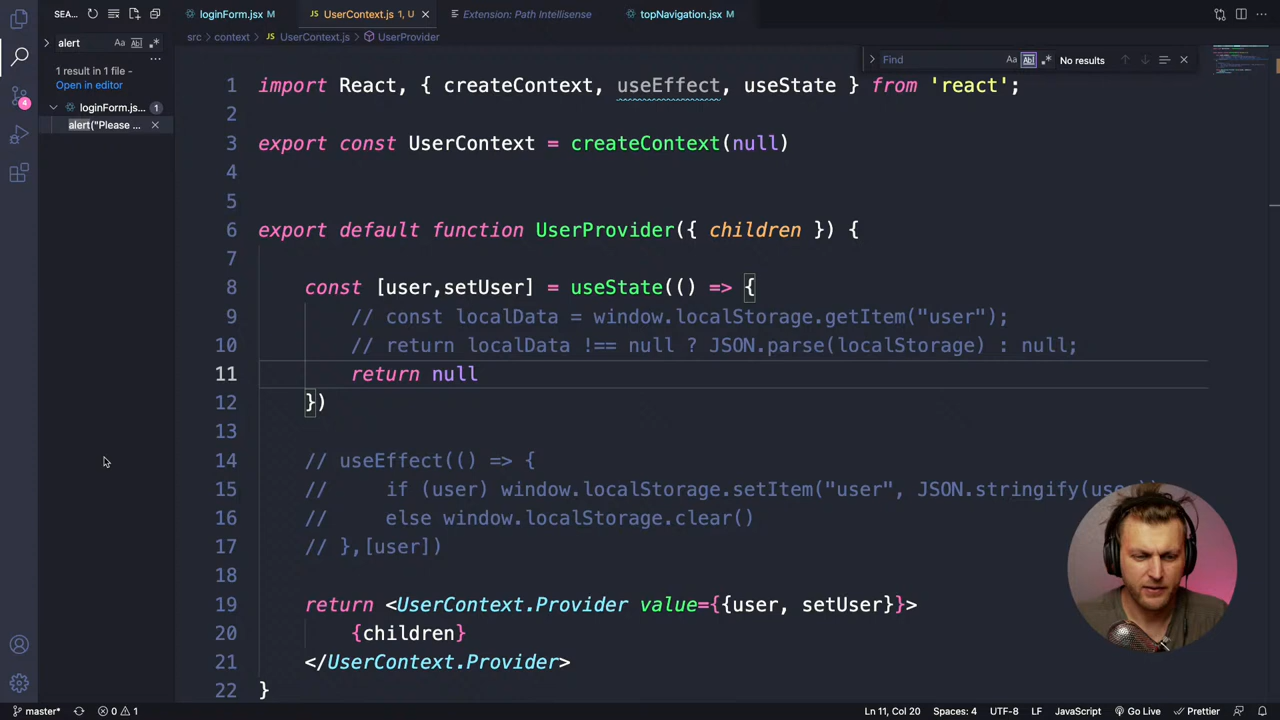 loginForm.jsx M
UserContext.js 1, U
Extension: Path Intellisense
topNavigation.jsx M
SEA...
alert
Aa
1 result in 1 file -
Open in editor
loginForm.js... 1
alert("Please ...
4
src > context > JS UserContext.js > UserProvider
Find
Aa
No results
1 import React, { createContext, useEffect, useState } from 'react';
2
3 export const UserContext = createContext(null)
4
5
6 export default function UserProvider({ children }) {
7
8 const [user,setUser] = useState(() => {
9 // const localData = window.localStorage.getItem("user");
10 // return localData !== null ? JSON.parse(localStorage) : null;
11 return null
12 })
13
14 // useEffect(() => {
15 // if (user) window.localStorage.setItem("user", JSON.stringify(use
16 // else window.localStorage.clear()
17 // },[user])
18
19 return <UserContext.Provider value={{user, setUser}}>
20 {children}
21 </UserContext.Provider>
22 }
master* 0 1 Ln 11, Col 20 Spaces: 4 UTF-8 LF JavaScript Go Live Prettier